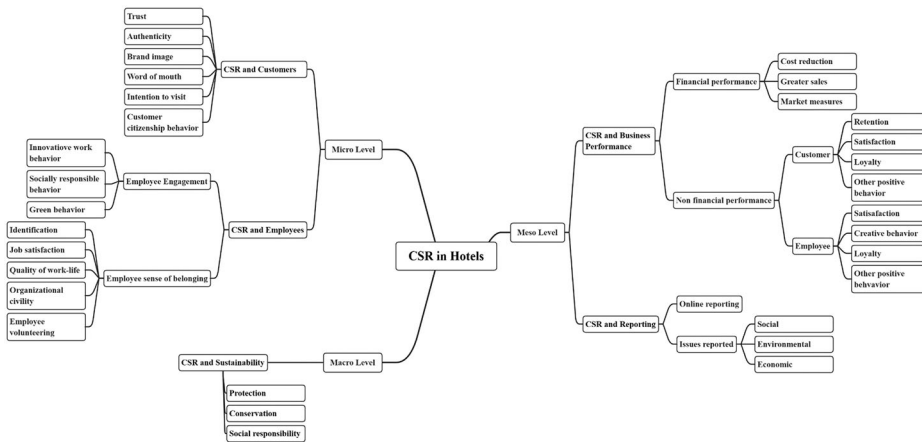 Trust
Authenticity
Brand image
Word of mouth
Intention to visit
Customer
citizenship behavior
CSR and Customers
Innovatiove work
behavior
Socially responsible
behavior
Green behavior
Employee Engagement
Identification
Job satisfaction
Quality of work-life
Organizational
civility
Employee
volunteering
Employee sense of belonging
CSR and Employees
Micro Level
CSR and Sustainability
Protection
Conservation
Social responsibility
Macro Level
CSR in Hotels
Meso Level
CSR and Business
Performance
Financial performance
Cost reduction
Greater sales
Market measures
Non financial performance
Customer
Retention
Satisfaction
Loyalty
Other positive
behavior
Employee
Satisafaction
Creative behavior
Loyalty
Other positive
behvavior
CSR and Reporting
Online reporting
Issues reported
Social
Environmental
Economic